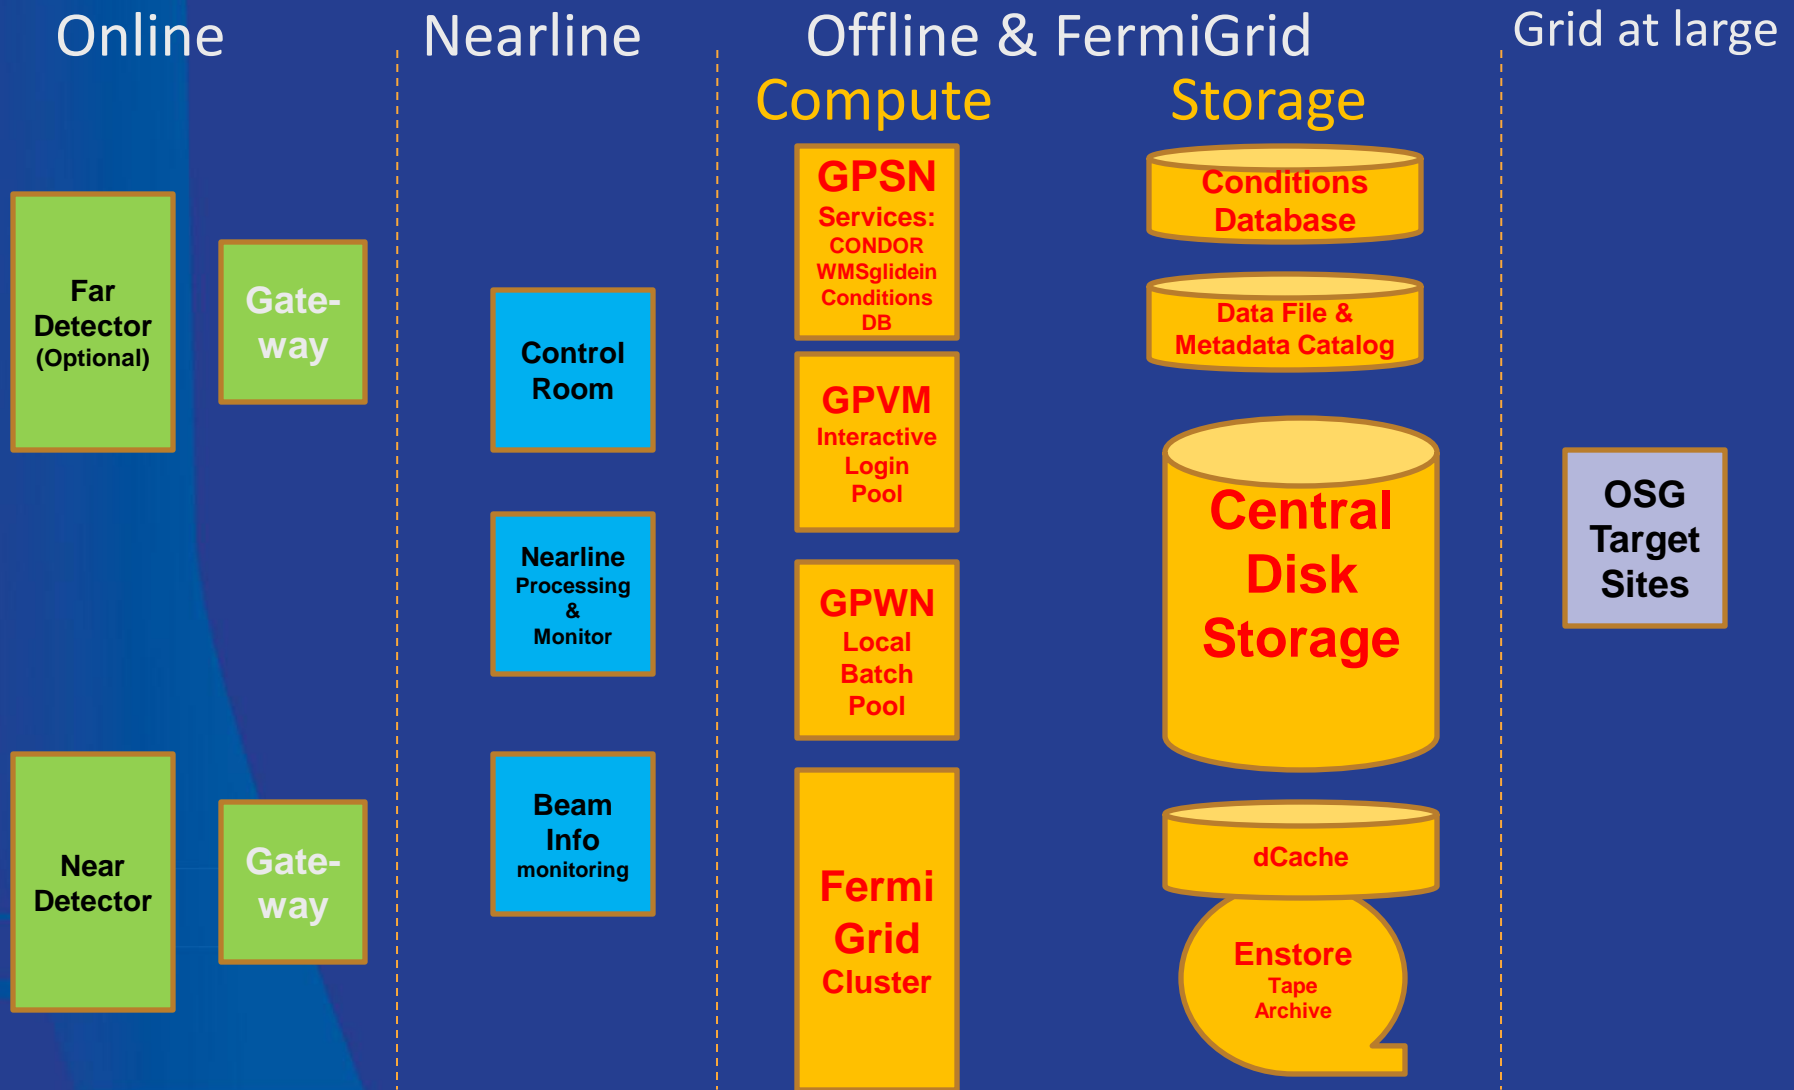 Online
Nearline
Offline & FermiGrid
Grid at large
Compute
Storage
Far
Detector
(Optional)
Gate-
way
Near
Detector
Gate-
way
Control
Room
Nearline
Processing
&
Monitor
Beam
Info
monitoring
GPSN
Services:
CONDOR
WMSglidein
Conditions
DB
GPVM
Interactive
Login
Pool
GPWN
Local
Batch
Pool
Fermi
Grid
Cluster
Conditions
Database
Data File &
Metadata Catalog
Central
Disk
Storage
dCache
Enstore
Tape
Archive
OSG
Target
Sites